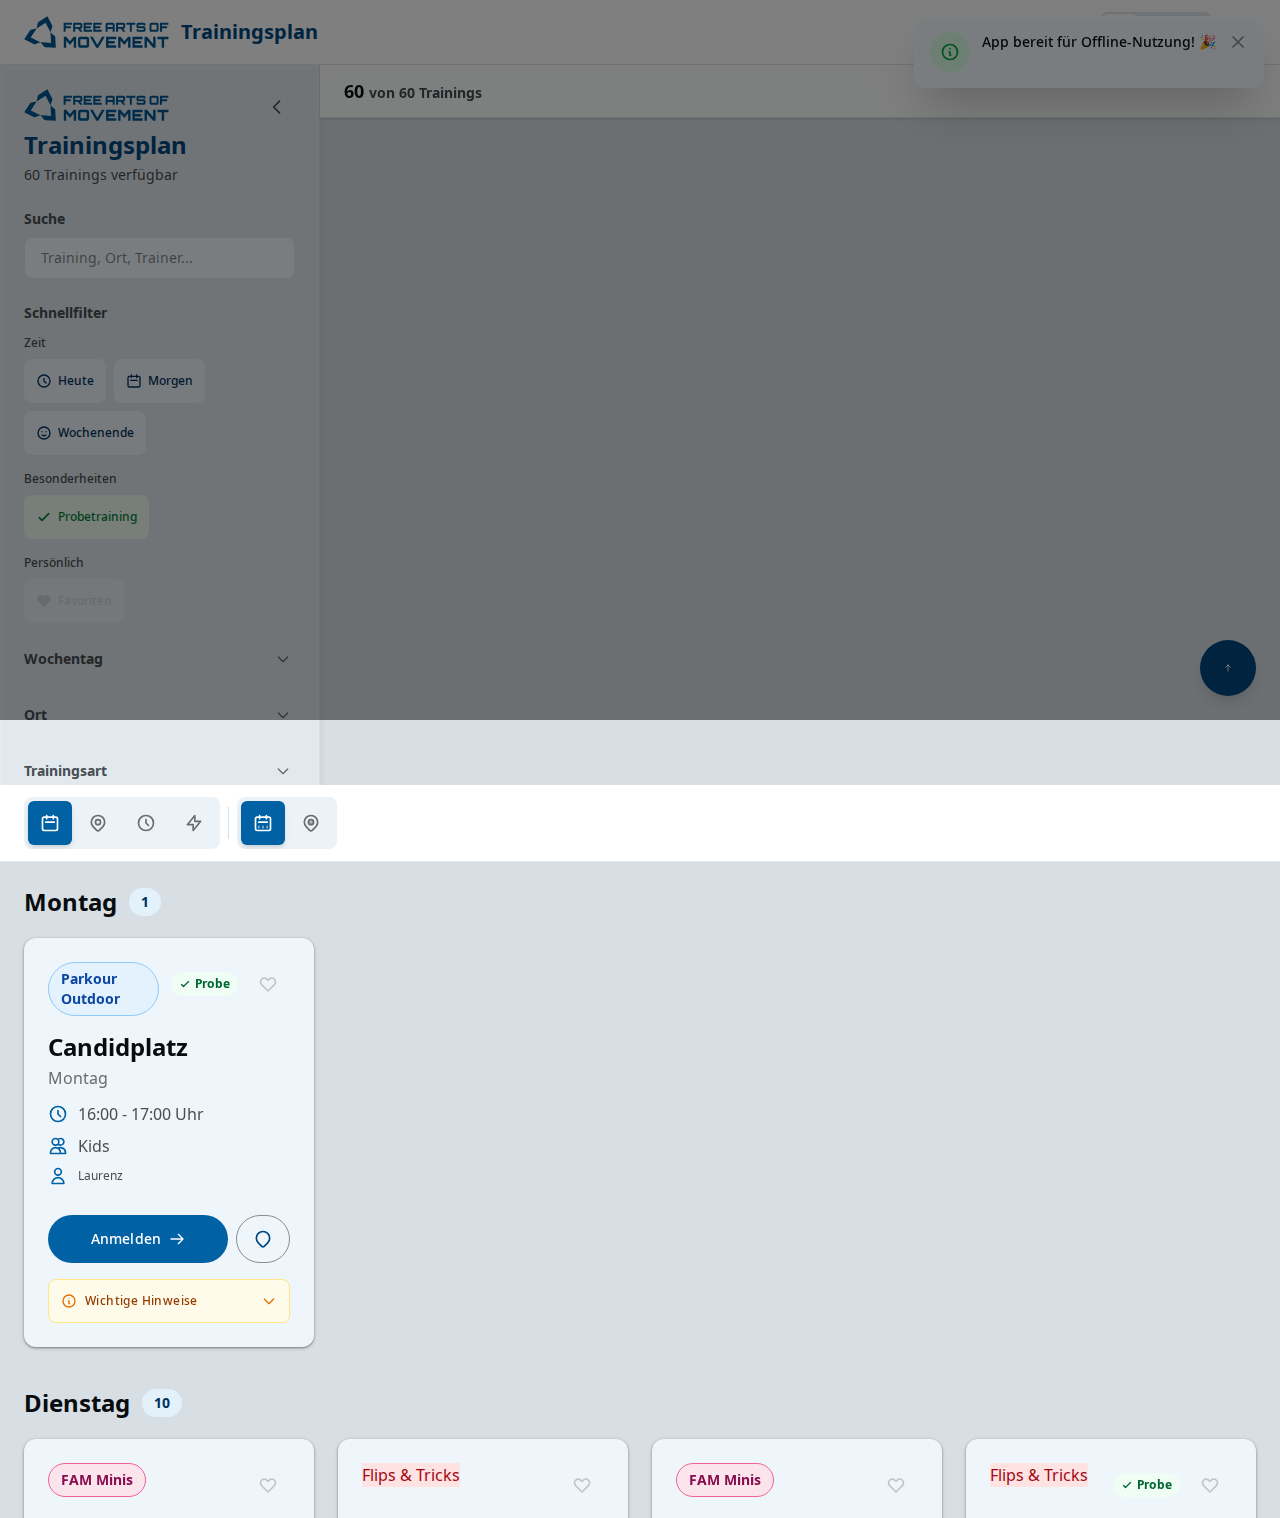 FREE ARTS OF
MOVEMENT
Trainingsplan
App bereit für Offline-Nutzung! 🎉
60 von 60 Trainings
FREE ARTS OF
MOVEMENT
Trainingsplan
60 Trainings verfügbar
Suche
Training, Ort, Trainer...
Schnellfilter
Zeit
Heute
Morgen
Wochenende
Besonderheiten
Probetraining
Persönlich
Favoriten
Wochentag
Ort
Trainingsart
Montag 1
Parkour
Outdoor
Probe
Candidplatz
Montag
16:00 - 17:00 Uhr
Kids
Laurenz
Anmelden
Wichtige Hinweise
Dienstag 10
FAM Minis
Flips & Tricks
FAM Minis
Flips & Tricks
Probe